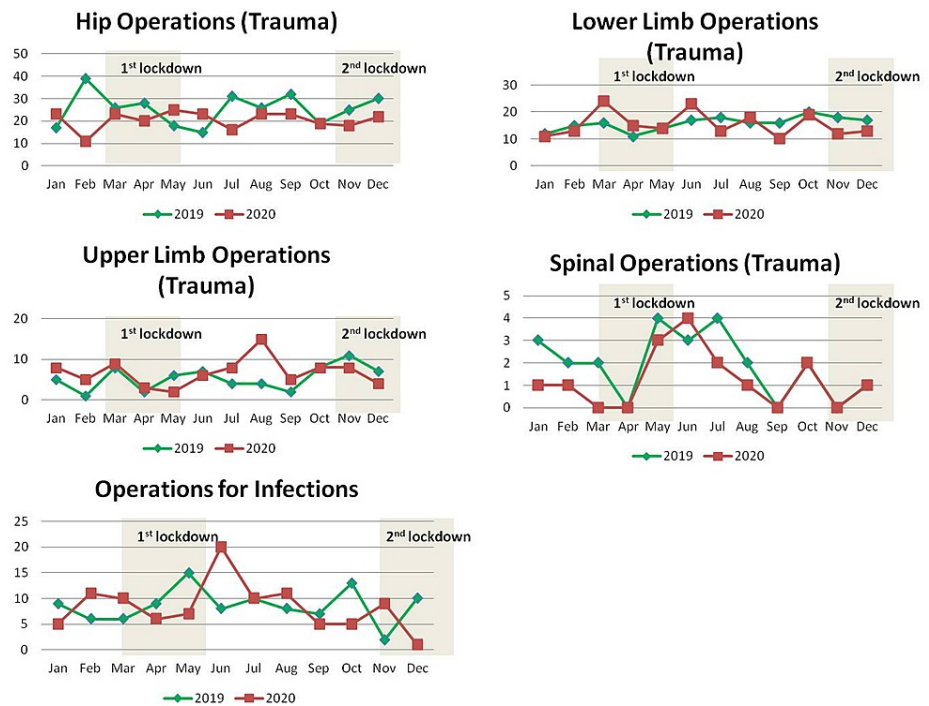 Hip Operations (Trauma)
50
40
30
20
10
0
1st lockdown
2nd lockdown
Jan Feb Mar Apr May Jun Jul Aug Sep Oct Nov Dec
2019 2020
Lower Limb Operations
(Trauma)
30
20
10
0
1st lockdown
2nd lockdown
Jan Feb Mar Apr May Jun Jul Aug Sep Oct Nov Dec
2019 2020
Upper Limb Operations
(Trauma)
20
10
0
1st lockdown
2nd lockdown
Jan Feb Mar Apr May Jun Jul Aug Sep Oct Nov Dec
2019 2020
Spinal Operations (Trauma)
5
4
3
2
1
0
1st lockdown
2nd lockdown
Jan Feb Mar Apr May Jun Jul Aug Sep Oct Nov Dec
2019 2020
Operations for Infections
25
20
15
10
5
0
1st lockdown
2nd lockdown
Jan Feb Mar Apr May Jun Jul Aug Sep Oct Nov Dec
2019 2020